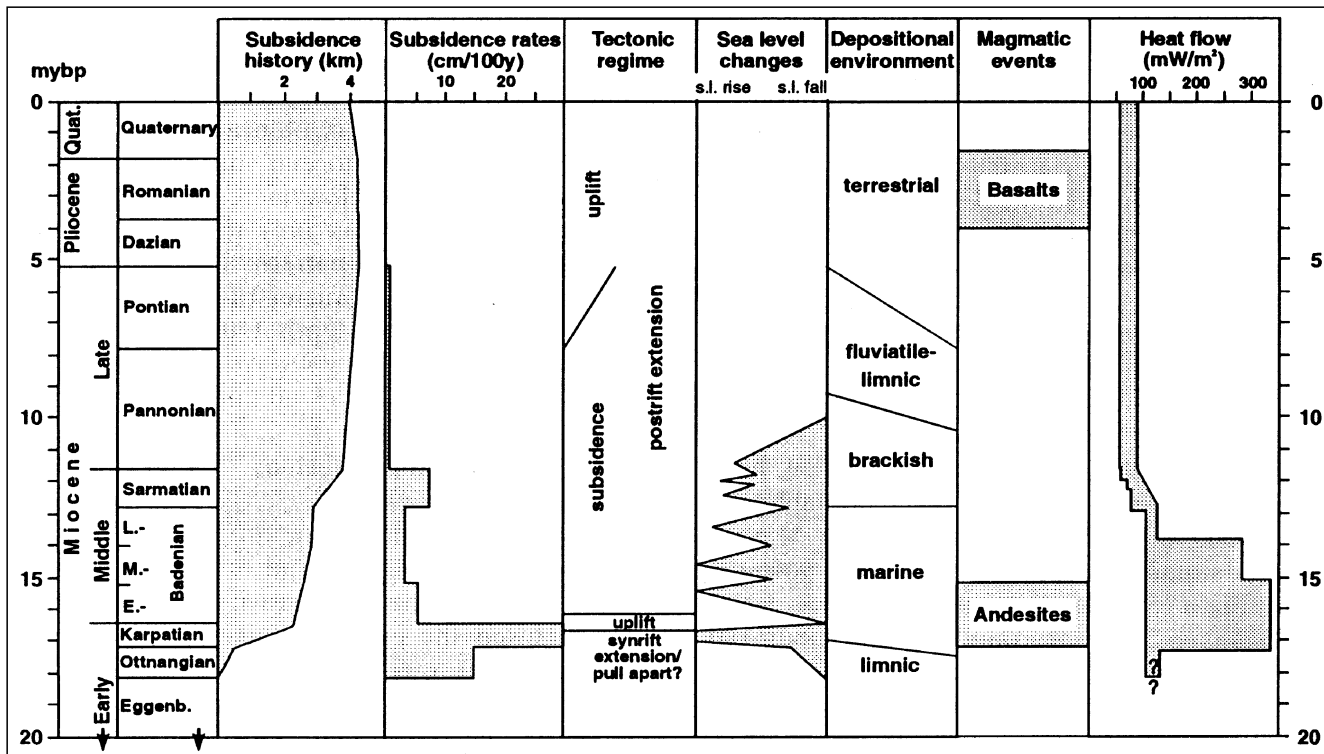 Subsidence history (km)
Subsidence rates (cm/100y)
Tectonic regime
Sea level changes
Depositional environment
Magmatic events
Heat flow (mW/m²)
mybp
2 4
10 20
s.l. rise s.l. fall
100 200 300
0
5
10
15
20
Quat.
Pliocene
Miocene
Late
Middle
Early
Quaternary
Romanian
Dazian
Pontian
Pannonian
Sarmatian
L.-
M.-
E.-
Badenian
Karpatian
Ottnangian
Eggenb.
uplift
postrift extension
subsidence
uplift
synrift
extension/
pull apart?
terrestrial
fluviatile-
limnic
brackish
marine
limnic
Basalts
Andesites
?
?
0
5
10
15
20